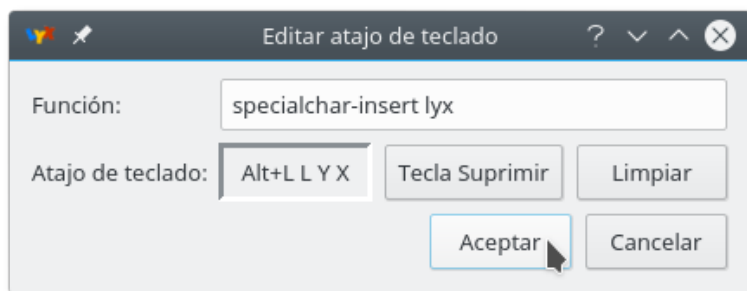 Editar atajo de teclado
Función: specialchar-insert lyx
Atajo de teclado: Alt+L L Y X Tecla Suprimir Limpiar
Aceptar Cancelar